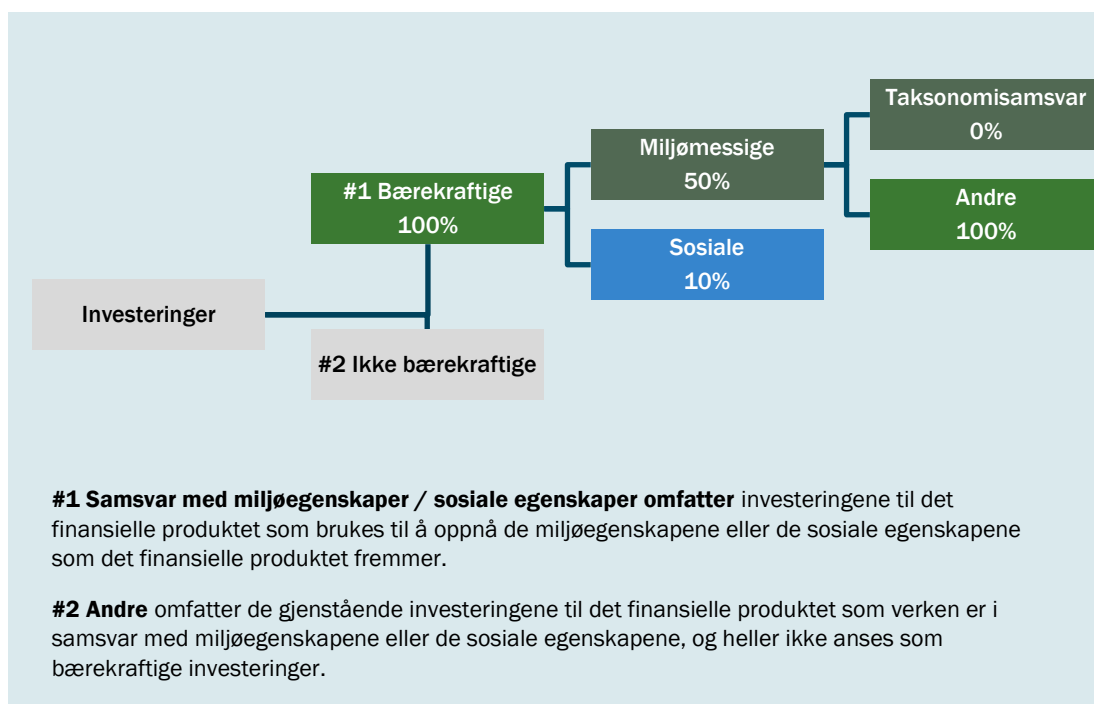 Taksonomisamsvar
0%
Miljømessige
50%
#1 Bærekraftige
100%
Andre
100%
Sosiale
10%
Investeringer
#2 Ikke bærekraftige
#1 Samsvar med miljøegenskaper / sosiale egenskaper omfatter investeringene til det
finansielle produktet som brukes til å oppnå de miljøegenskapene eller de sosiale egenskapene
som det finansielle produktet fremmer.
#2 Andre omfatter de gjenstående investeringene til det finansielle produktet som verken er i
samsvar med miljøegenskapene eller de sosiale egenskapene, og heller ikke anses som
bærekraftige investeringer.